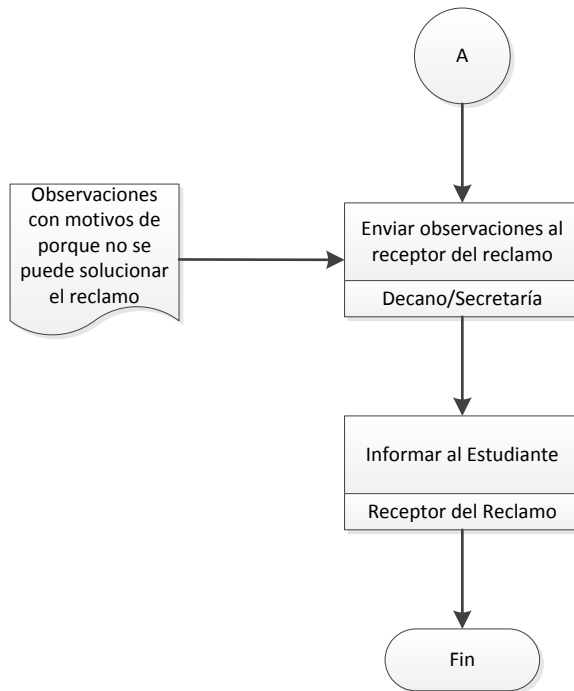 A
Observaciones
con motivos de
porque no se
puede solucionar
el reclamo
Enviar observaciones al
receptor del reclamo
Decano/Secretaría
Informar al Estudiante
Receptor del Reclamo
Fin